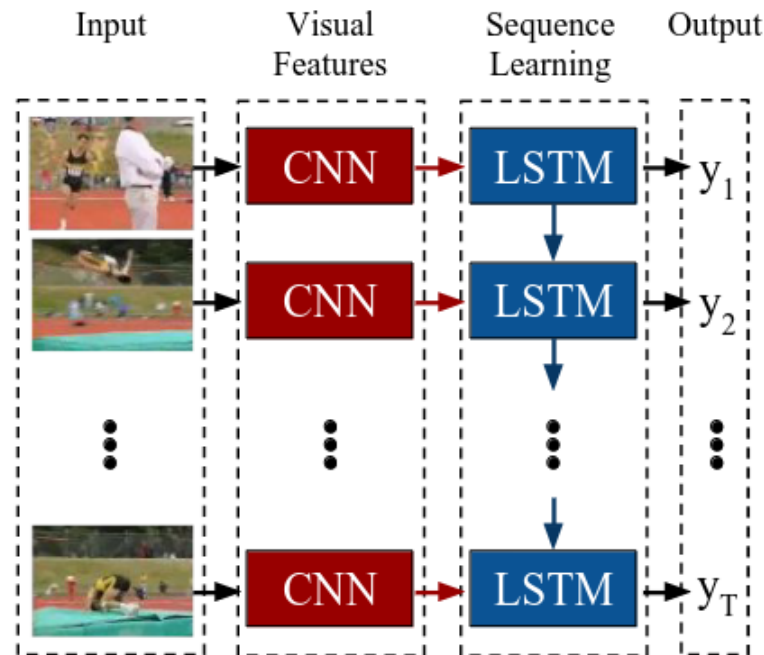 Input
Visual
Features
Sequence
Learning
Output
CNN
LSTM
y1
CNN
LSTM
y2
CNN
LSTM
yT